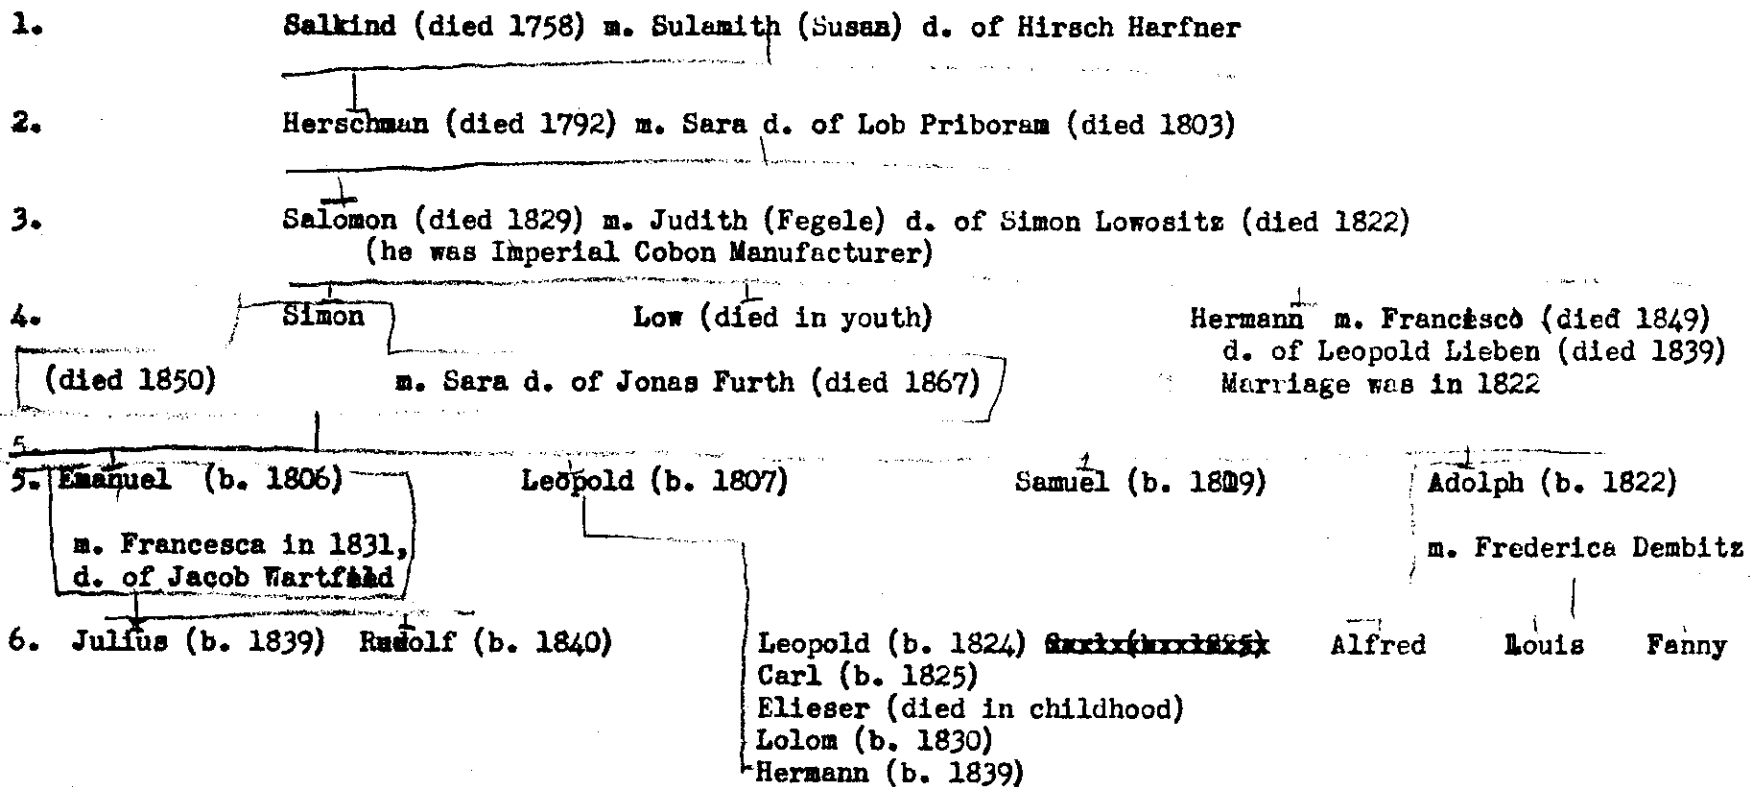 1. Salkind (died 1758) m. Sulamith (Susan) d. of Hirsch Harfner
2. Herschman (died 1792) m. Sara d. of Lob Priboram (died 1803)
3. Salomon (died 1829) m. Judith (Fegele) d. of Simon Lowositz (died 1822)
(he was Imperial Cobon Manufacturer)
4. Simon Low (died in youth) Hermann m. Francisco (died 1849)
d. of Leopold Lieben (died 1839)
(died 1850) m. Sara d. of Jonas Furth (died 1867) Marriage was in 1822
5.
5. Emanuel (b. 1806) Leopold (b. 1807) Samuel (b. 1809) Adolph (b. 1822)
m. Francesca in 1831, m. Frederica Dembitz
d. of Jacob
6. Julius (b. 1839) Rudolf (b. 1840) Leopold (b. 1824) Alfred Louis Fanny
Carl (b. 1825)
Elieser (died in childhood)
Lolom (b. 1830)
Hermann (b. 1839)